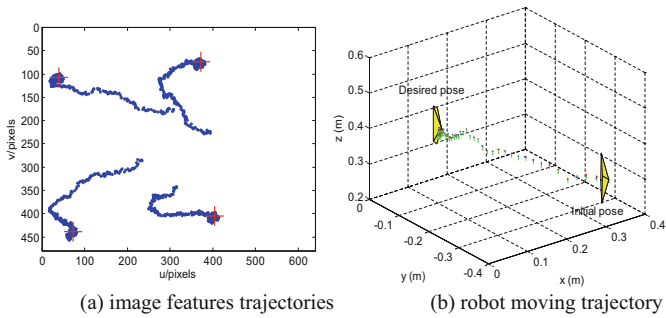 0
50
100
150
200
250
300
350
400
450
v/pixels
0 100 200 300 400 500 600
u/pixels
(a) image features trajectories
0.6
0.5
0.4
0.3
0.2
z (m)
Desired pose
Initial pose
0
-0.1
-0.2
-0.3
-0.4
y (m)
0
0.1
0.2
0.3
0.4
x (m)
(b) robot moving trajectory